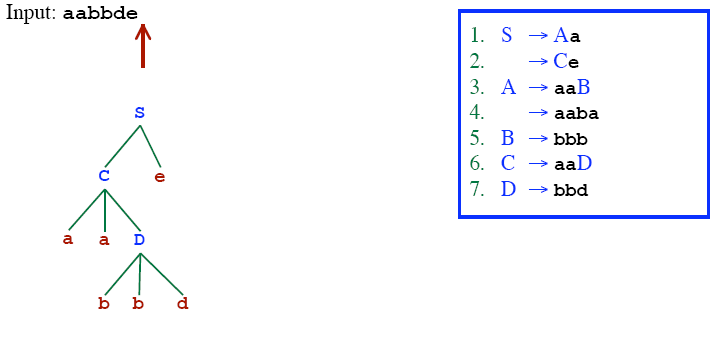 Input: aabbde
S
C e
a a D
b b d
1. S → Aa
2. → Ce
3. A → aaB
4. → aaba
5. B → bbb
6. C → aaD
7. D → bbd